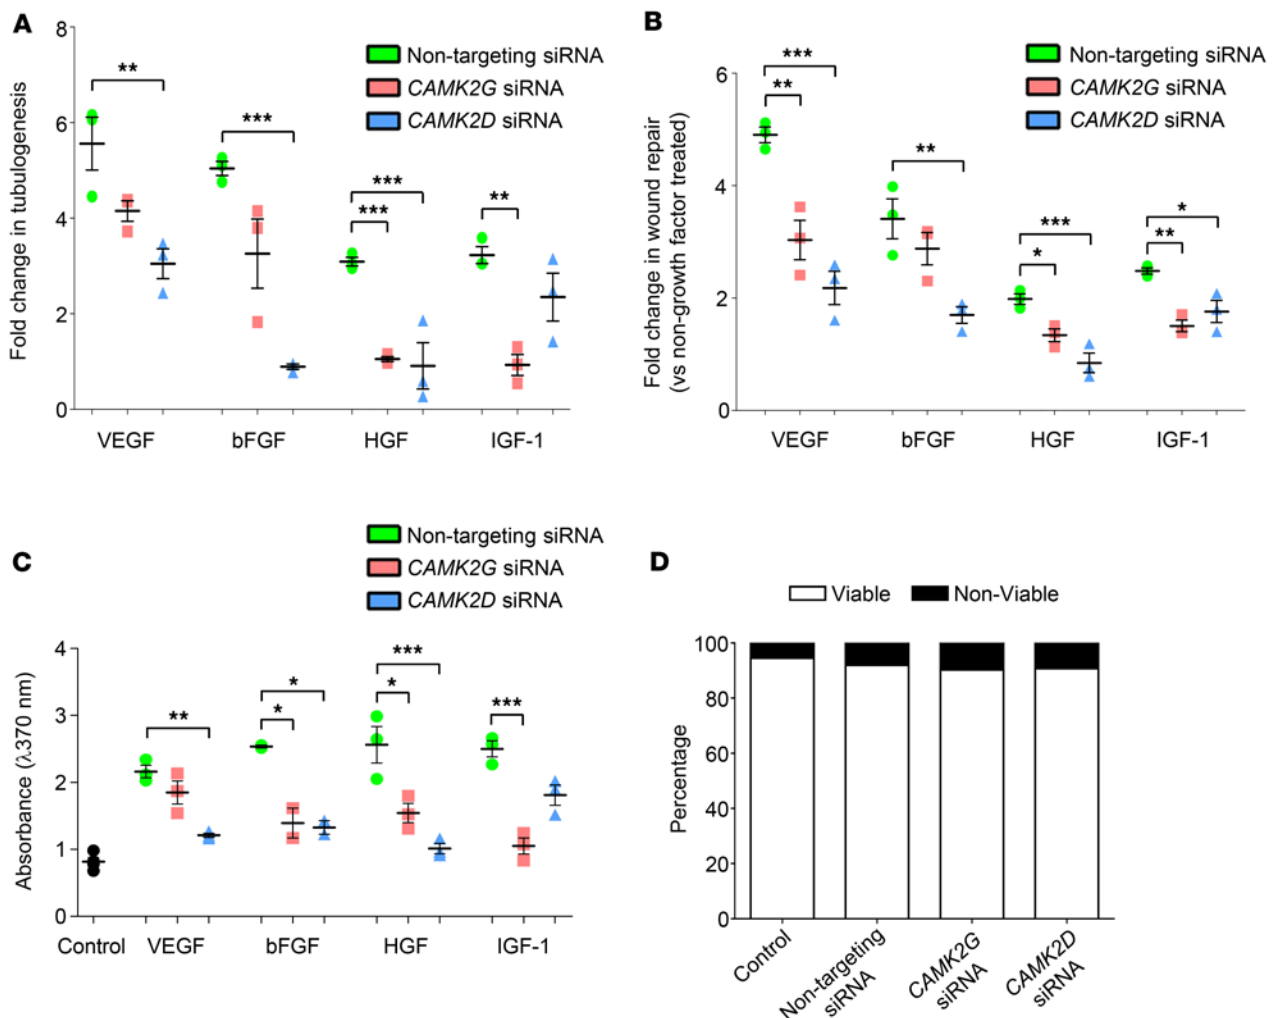 A
Fold change in tubulogenesis
8
6
4
2
0
Non-targeting siRNA
CAMK2G siRNA
CAMK2D siRNA
**
***
***
***
**
VEGF
bFGF
HGF
IGF-1
B
Fold change in wound repair
(vs non-growth factor treated)
6
4
2
0
Non-targeting siRNA
CAMK2G siRNA
CAMK2D siRNA
***
**
**
***
*
*
**
VEGF
bFGF
HGF
IGF-1
C
Absorbance (λ370 nm)
4
3
2
1
0
Non-targeting siRNA
CAMK2G siRNA
CAMK2D siRNA
**
*
*
***
*
***
Control
VEGF
bFGF
HGF
IGF-1
D
Viable
Non-Viable
Percentage
100
80
60
40
20
0
Control
Non-targeting
siRNA
CAMK2G
siRNA
CAMK2D
siRNA